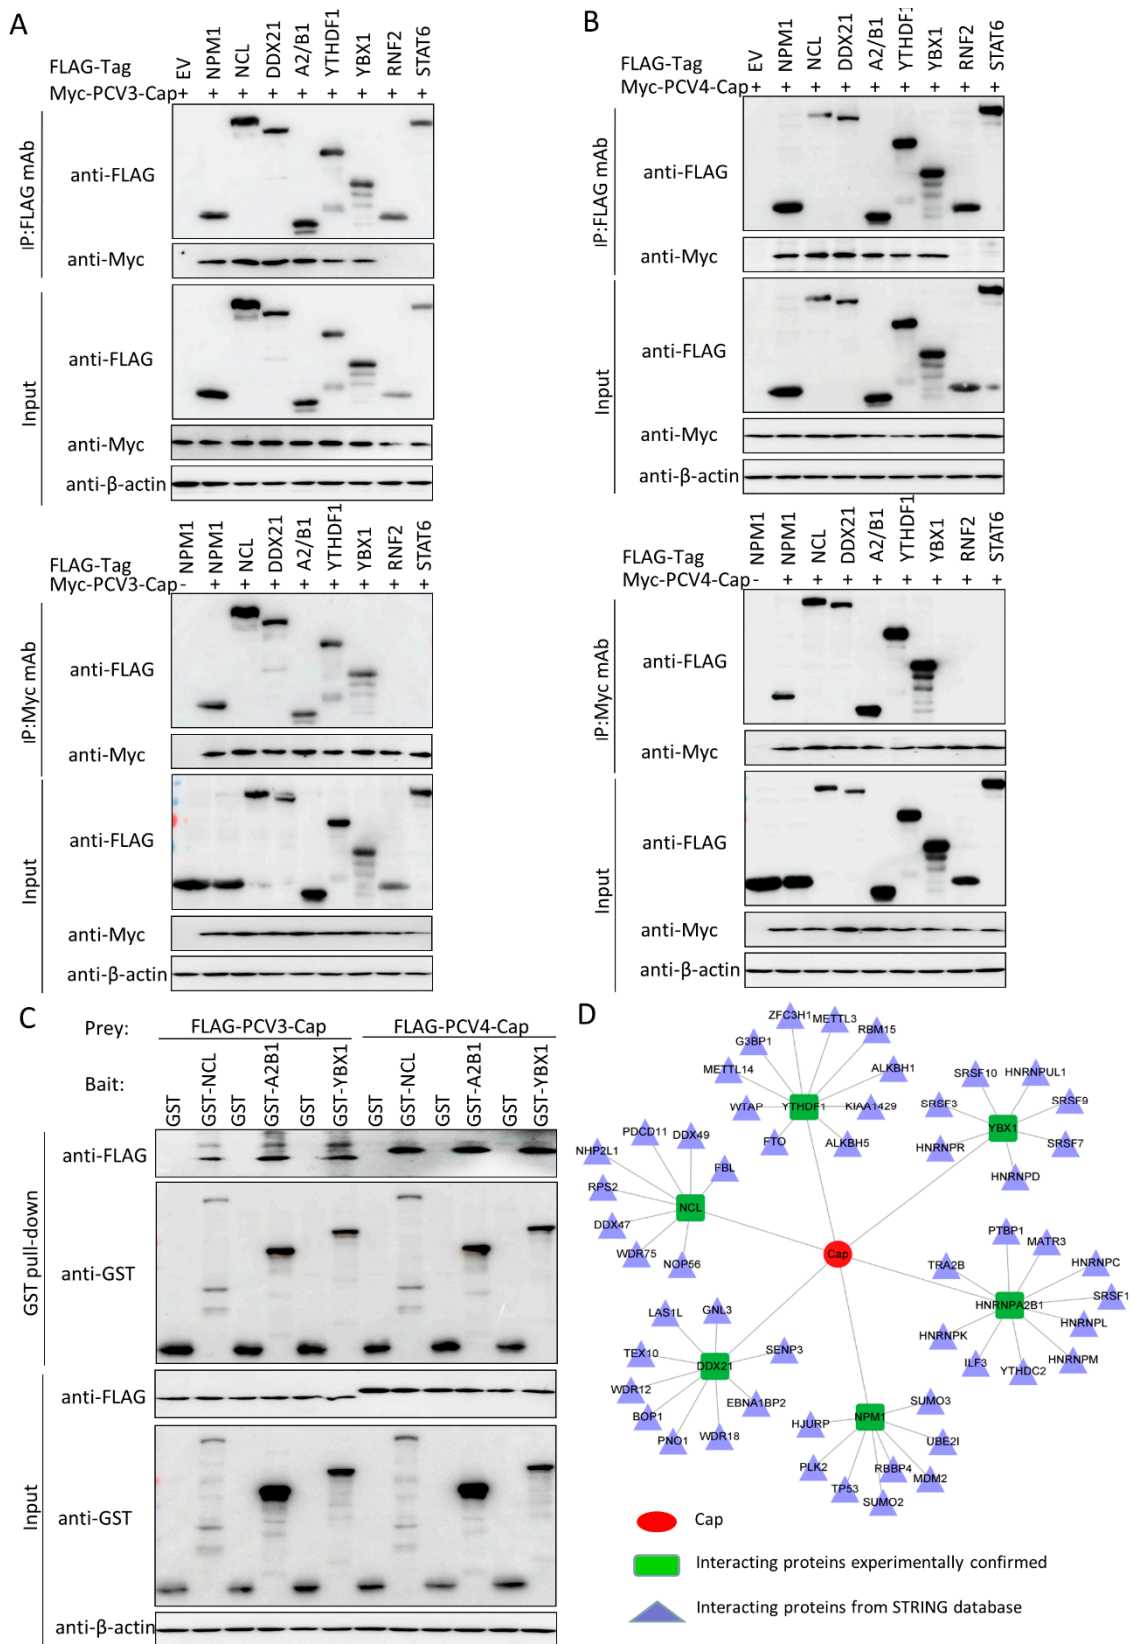 A
FLAG-Tag
EV NPM1 NCL DDX21 A2/B1 YTHDF1 YBX1 RNF2 STAT6
Myc-PCV3-Cap + + + + + + + + +
IP:FLAG mAb
anti-FLAG
anti-Myc
Input
anti-FLAG
anti-Myc
anti-β-actin
FLAG-Tag
NPM1 NPM1 NCL DDX21 A2/B1 YTHDF1 YBX1 RNF2 STAT6
Myc-PCV3-Cap - + + + + + + + +
IP:Myc mAb
anti-FLAG
anti-Myc
Input
anti-FLAG
anti-Myc
anti-β-actin
B
FLAG-Tag
EV NPM1 NCL DDX21 A2/B1 YTHDF1 YBX1 RNF2 STAT6
Myc-PCV4-Cap + + + + + + + + +
IP:FLAG mAb
anti-FLAG
anti-Myc
Input
anti-FLAG
anti-Myc
anti-β-actin
FLAG-Tag
NPM1 NPM1 NCL DDX21 A2/B1 YTHDF1 YBX1 RNF2 STAT6
Myc-PCV4-Cap - + + + + + + + +
IP:Myc mAb
anti-FLAG
anti-Myc
Input
anti-FLAG
anti-Myc
anti-β-actin
C
Prey: FLAG-PCV3-Cap FLAG-PCV4-Cap
Bait: GST GST-NCL GST GST-A2B1 GST GST-YBX1 GST GST-NCL GST GST-A2B1 GST GST-YBX1
GST pull-down
anti-FLAG
anti-GST
Input
anti-FLAG
anti-GST
anti-β-actin
D
ZFC3H1
METTL3
RBM15
G3BP1
METTL14
ALKBH1
WTAP
YTHDF1
KIAA1429
FTO
ALKBH5
SRSF10
HNRNPUL1
SRSF3
SRSF9
YBX1
HNRNPR
SRSF7
HNRNPD
PDCD11
DDX49
NHP2L1
FBL
RPS2
NCL
DDX47
WDR75
NOP56
Cap
PTBP1
MATR3
TRA2B
HNRNPC
SRSF1
HNRNPA2B1
HNRNPL
HNRNPK
HNRNPM
ILF3
YTHDC2
LAS1L
GNL3
TEX10
SENP3
DDX21
WDR12
EBNA1BP2
BOP1
PNO1
WDR18
SUMO3
HJURP
NPM1
UBE2I
PLK2
RBBP4
MDM2
TP53
SUMO2
Cap
Interacting proteins experimentally confirmed
Interacting proteins from STRING database